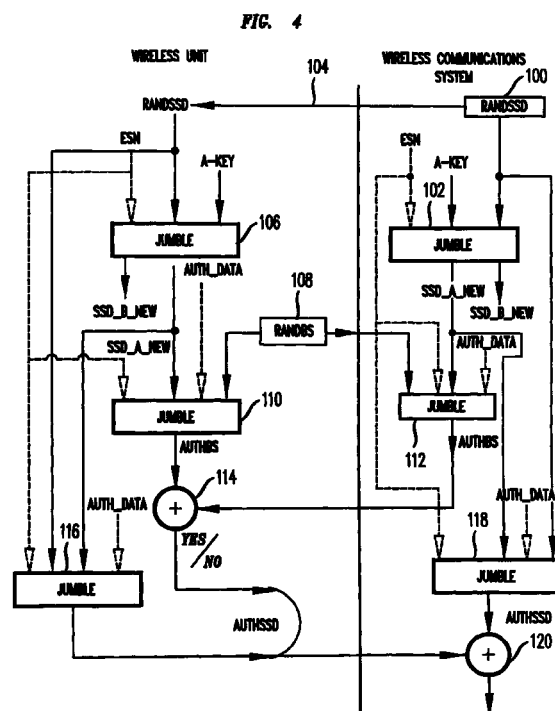 FIG. 4
WIRELESS UNIT
WIRELESS COMMUNICATIONS SYSTEM
104
100
RANDSSD
RANDSSD
ESN
A-KEY
ESN
A-KEY
102
JUMBLE
106
JUMBLE
AUTH_DATA
108
SSD_B_NEW
RANDBS
SSD_A_NEW
SSD_B_NEW
SSD_A_NEW
AUTH_DATA
JUMBLE
110
JUMBLE
112
AUTHBS
AUTHBS
114
+
AUTH_DATA
YES/NO
AUTH_DATA
116
118
JUMBLE
JUMBLE
AUTHSSD
AUTHSSD
+
120